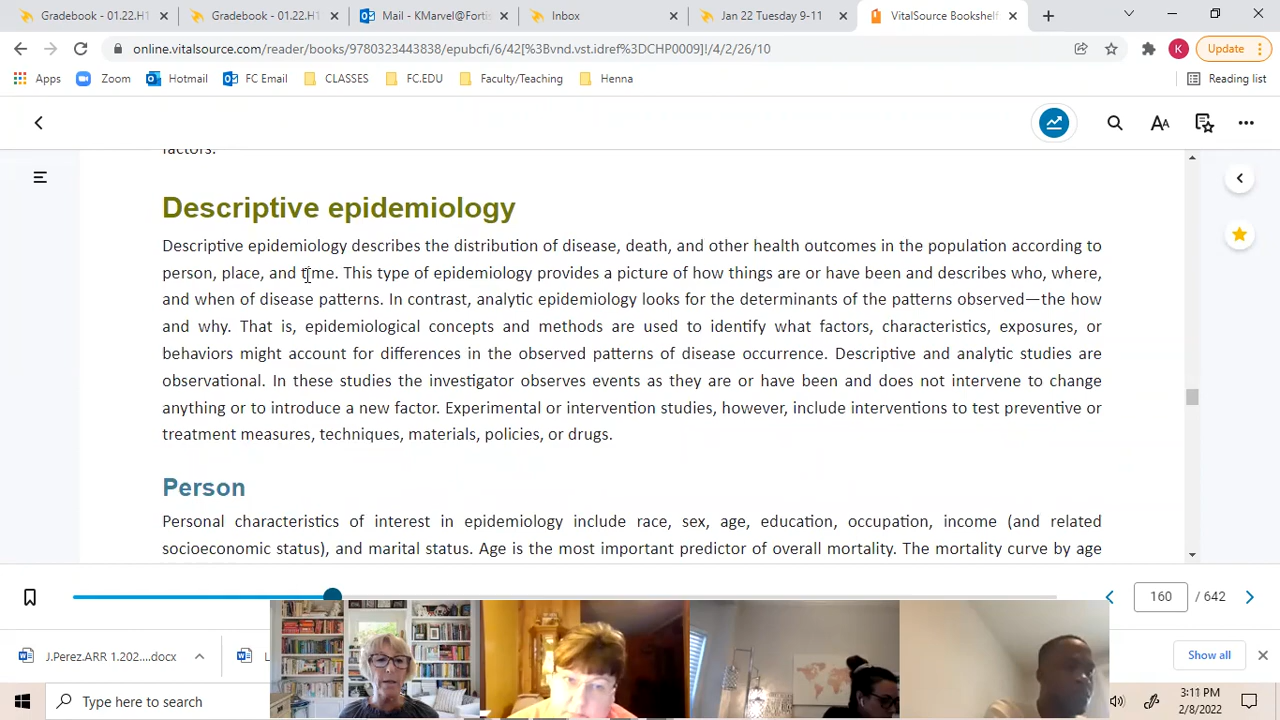 Gradebook - 01.22.H1
Gradebook - 01.22.H1
Mail - KMarvel@Fortis
Inbox
Jan 22 Tuesday 9-11
VitalSource Bookshelf
online.vitalsource.com/reader/books/9780323443838/epubcfi/6/42[%3Bvnd.vst.idref%3DCHP0009]!/4/2/26/10
K
Update
Apps
Zoom
Hotmail
FC Email
CLASSES
FC.EDU
Faculty/Teaching
Henna
Reading list
factors.
Descriptive epidemiology
Descriptive epidemiology describes the distribution of disease, death, and other health outcomes in the population according to
person, place, and time. This type of epidemiology provides a picture of how things are or have been and describes who, where,
and when of disease patterns. In contrast, analytic epidemiology looks for the determinants of the patterns observed—the how
and why. That is, epidemiological concepts and methods are used to identify what factors, characteristics, exposures, or
behaviors might account for differences in the observed patterns of disease occurrence. Descriptive and analytic studies are
observational. In these studies the investigator observes events as they are or have been and does not intervene to change
anything or to introduce a new factor. Experimental or intervention studies, however, include interventions to test preventive or
treatment measures, techniques, materials, policies, or drugs.
Person
Personal characteristics of interest in epidemiology include race, sex, age, education, occupation, income (and related
socioeconomic status), and marital status. Age is the most important predictor of overall mortality. The mortality curve by age
160 / 642
J.Perez.ARR 1.202....docx
Show all
Type here to search
3:11 PM
2/8/2022